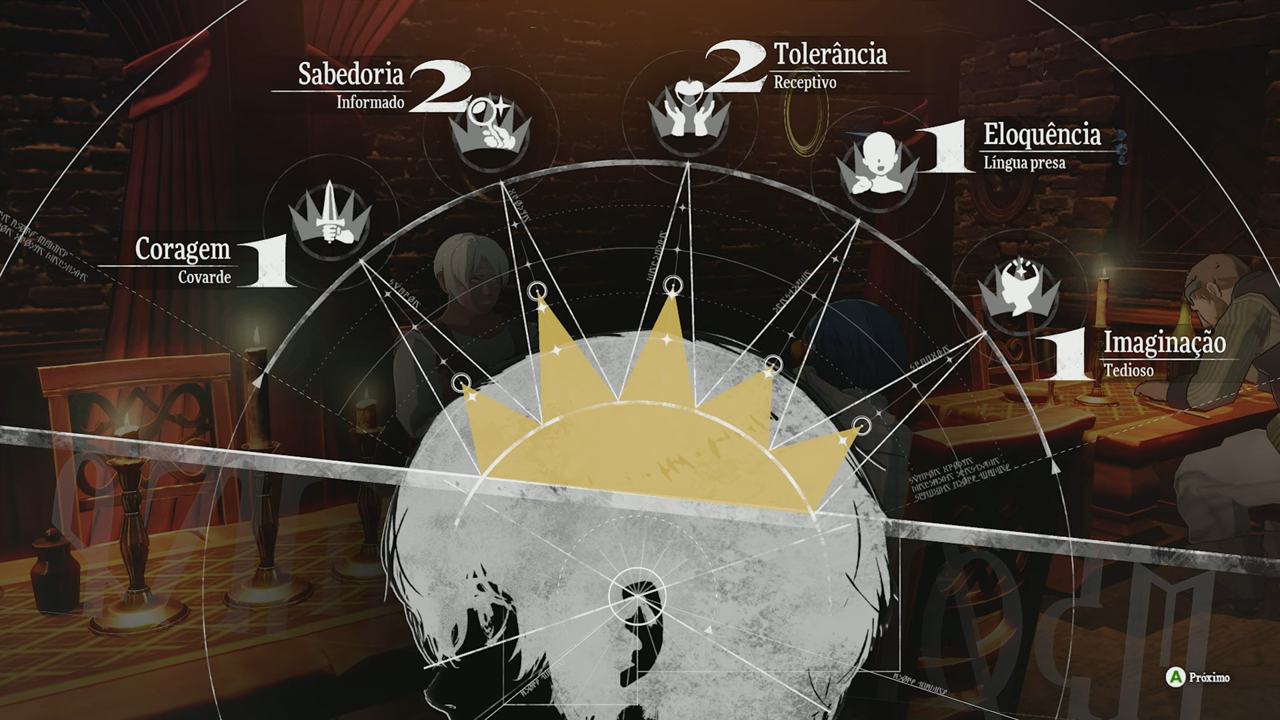 Sabedoria
2
Informado
Tolerância
2
Receptivo
Eloquência
1
Língua presa
Coragem
1
Covarde
Imaginação
1
Tedioso
A Próximo